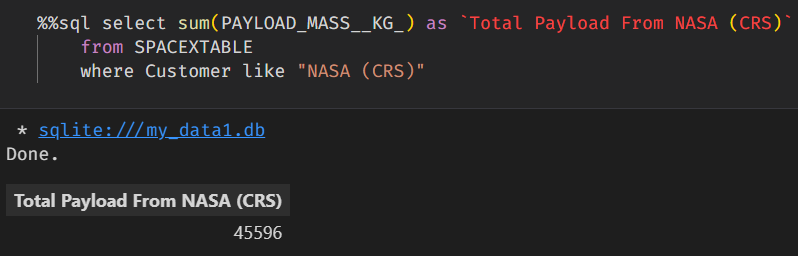 %%sql select sum(PAYLOAD_MASS__KG_) as `Total Payload From NASA (CRS)`
from SPACEXTABLE
where Customer like "NASA (CRS)"
* sqlite:///my_data1.db
Done.
Total Payload From NASA (CRS)
45596